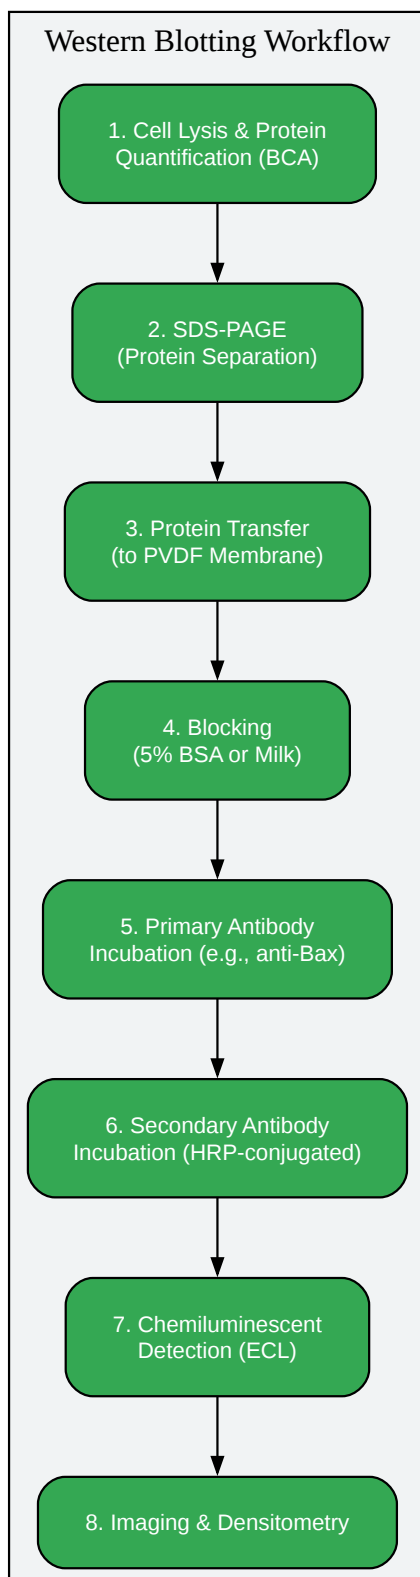 Western Blotting Workflow
1. Cell Lysis & Protein
Quantification (BCA)
2. SDS-PAGE
(Protein Separation)
3. Protein Transfer
(to PVDF Membrane)
4. Blocking
(5% BSA or Milk)
5. Primary Antibody
Incubation (e.g., anti-Bax)
6. Secondary Antibody
Incubation (HRP-conjugated)
7. Chemiluminescent
Detection (ECL)
8. Imaging & Densitometry